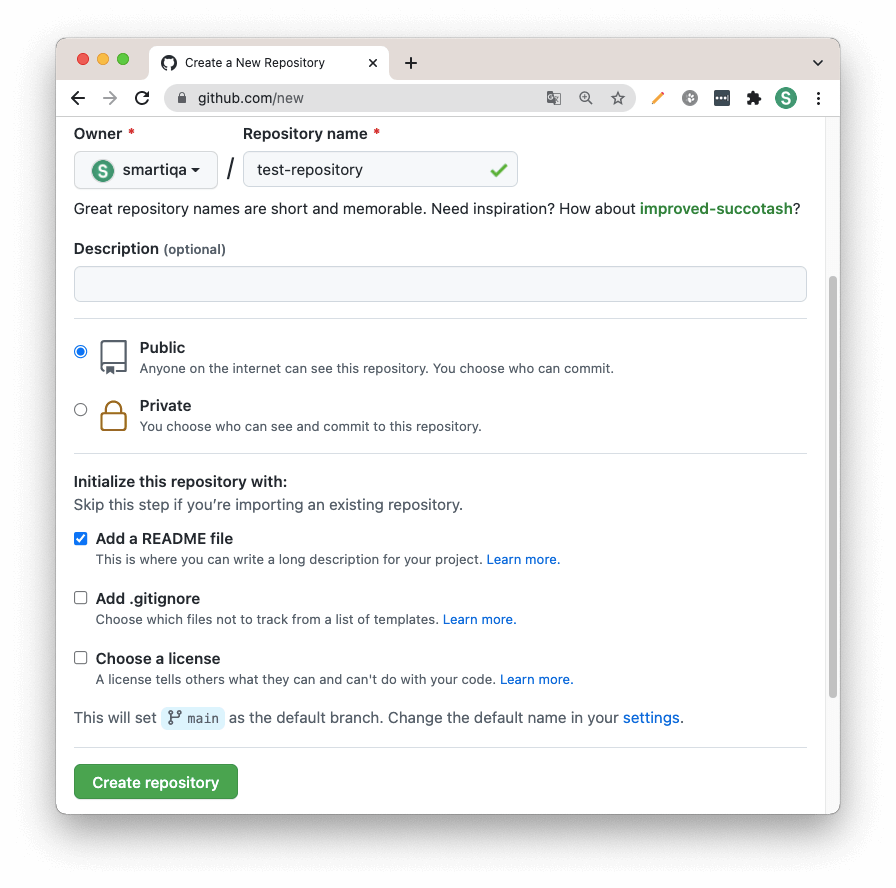 Create a New Repository
github.com/new
S
Owner * Repository name *
S smartiqa / test-repository
Great repository names are short and memorable. Need inspiration? How about improved-succotash?
Description (optional)
Public
Anyone on the internet can see this repository. You choose who can commit.
Private
You choose who can see and commit to this repository.
Initialize this repository with:
Skip this step if you’re importing an existing repository.
Add a README file
This is where you can write a long description for your project. Learn more.
Add .gitignore
Choose which files not to track from a list of templates. Learn more.
Choose a license
A license tells others what they can and can't do with your code. Learn more.
This will set main as the default branch. Change the default name in your settings.
Create repository